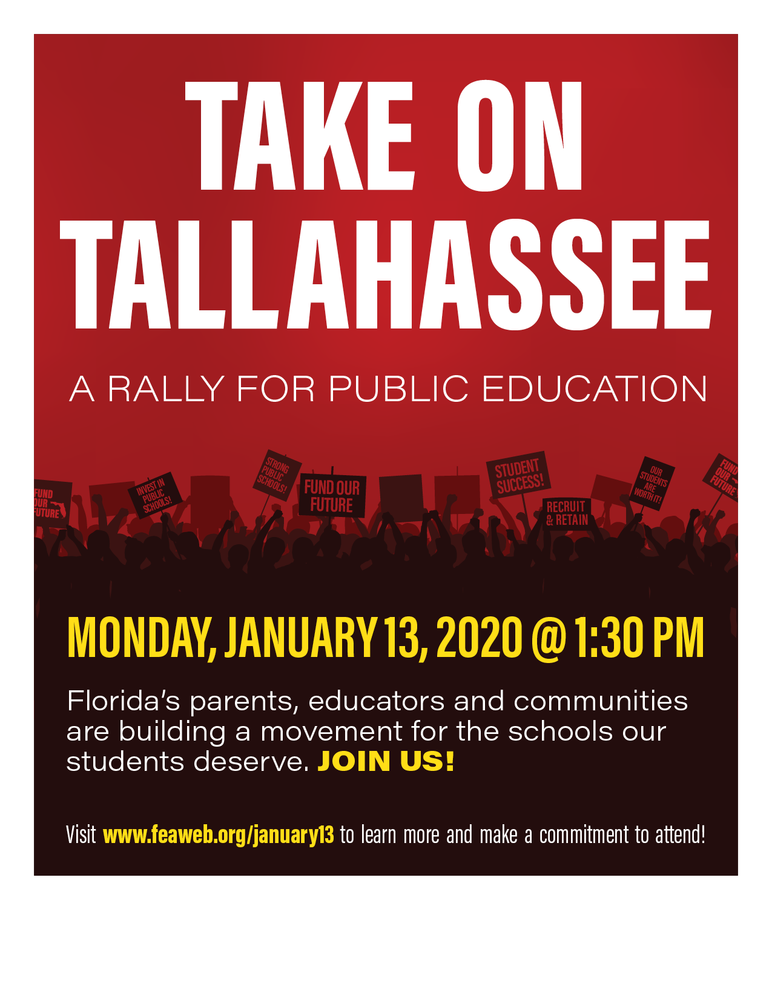 TAKE ON
TALLAHASSEE
A RALLY FOR PUBLIC EDUCATION
FUND
OUR
FUTURE
INVEST IN
PUBLIC
SCHOOLS!
STRONG
PUBLIC
SCHOOLS!
FUND OUR
FUTURE
STUDENT
SUCCESS!
RECRUIT
& RETAIN
OUR
STUDENTS
ARE
WORTH IT!
FUND
OUR
FUTURE
MONDAY, JANUARY 13, 2020 @ 1:30 PM
Florida’s parents, educators and communities
are building a movement for the schools our
students deserve. JOIN US!
Visit www.feaweb.org/january13 to learn more and make a commitment to attend!